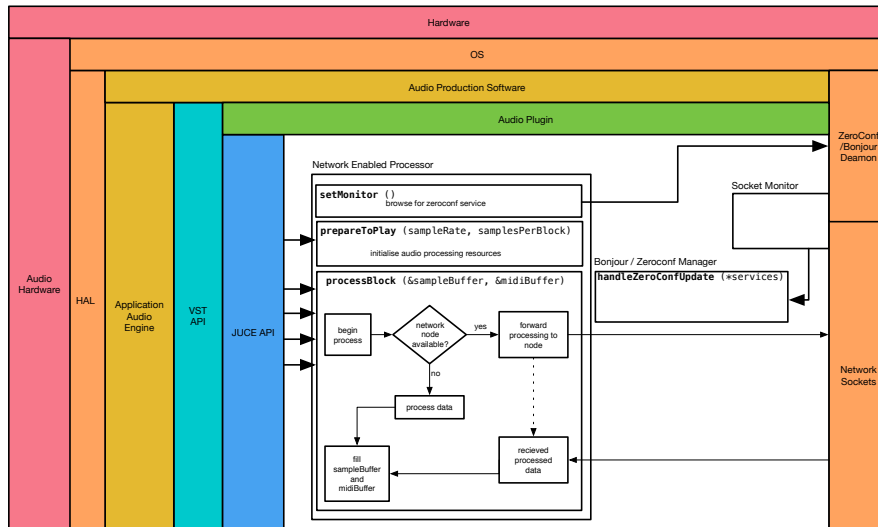 Hardware
OS
Audio Production Software
Audio Plugin
ZeroConf
/Bonjour
Deamon
Network Enabled Processor
setMonitor ()
browse for zeroconf service
Socket Monitor
prepareToPlay (sampleRate, samplesPerBlock)
initialise audio processing resources
Bonjour / Zeroconf Manager
handleZeroConfUpdate (*services)
processBlock (&sampleBuffer, &midiBuffer)
Audio
Hardware
HAL
Application
Audio
Engine
VST
API
JUCE API
begin
process
network
node
available?
yes
forward
processing to
node
no
process data
Network
Sockets
fill
sampleBuffer
and
midiBuffer
recieved
processed
data